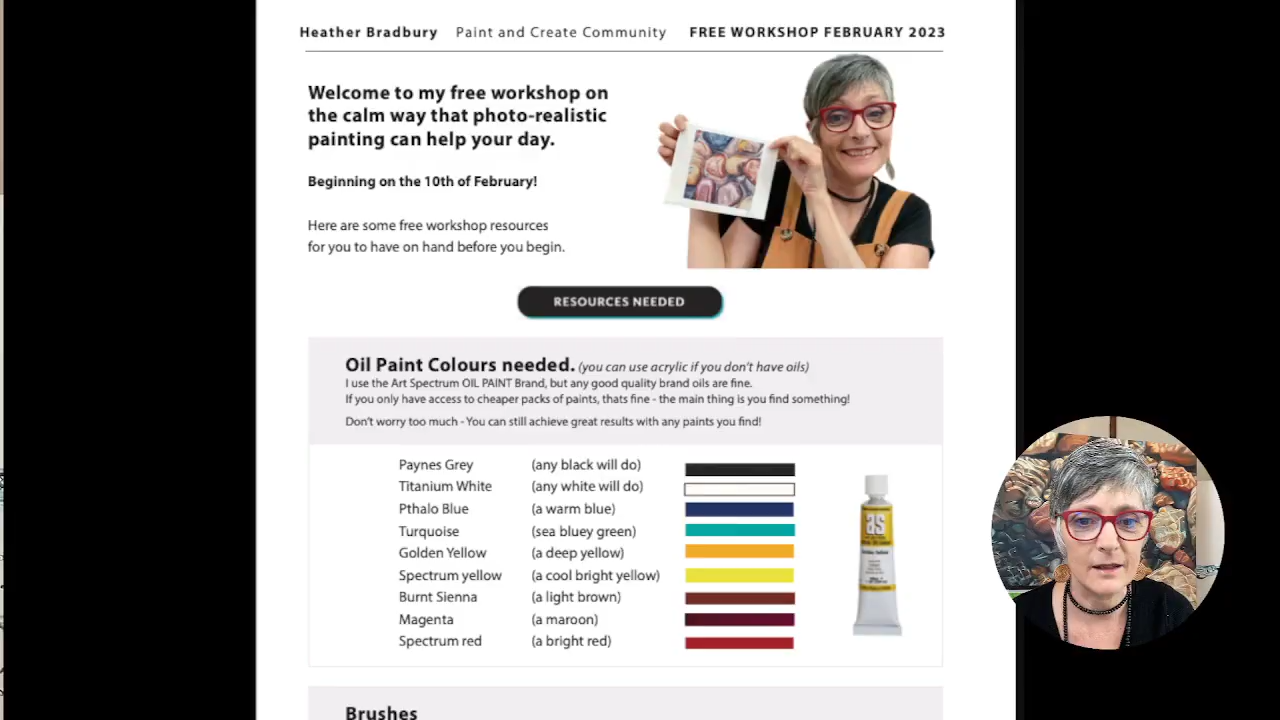 Heather Bradbury Paint and Create Community FREE WORKSHOP FEBRUARY 2023
Welcome to my free workshop on
the calm way that photo-realistic
painting can help your day.
Beginning on the 10th of February!
Here are some free workshop resources
for you to have on hand before you begin.
RESOURCES NEEDED
Oil Paint Colours needed. (you can use acrylic if you don't have oils)
I use the Art Spectrum OIL PAINT Brand, but any good quality brand oils are fine.
If you only have access to cheaper packs of paints, thats fine - the main thing is you find something!
Don't worry too much - You can still achieve great results with any paints you find!
Paynes Grey (any black will do)
Titanium White (any white will do)
Pthalo Blue (a warm blue)
Turquoise (sea bluey green)
Golden Yellow (a deep yellow)
Spectrum yellow (a cool bright yellow)
Burnt Sienna (a light brown)
Magenta (a maroon)
Spectrum red (a bright red)
as
Brushes